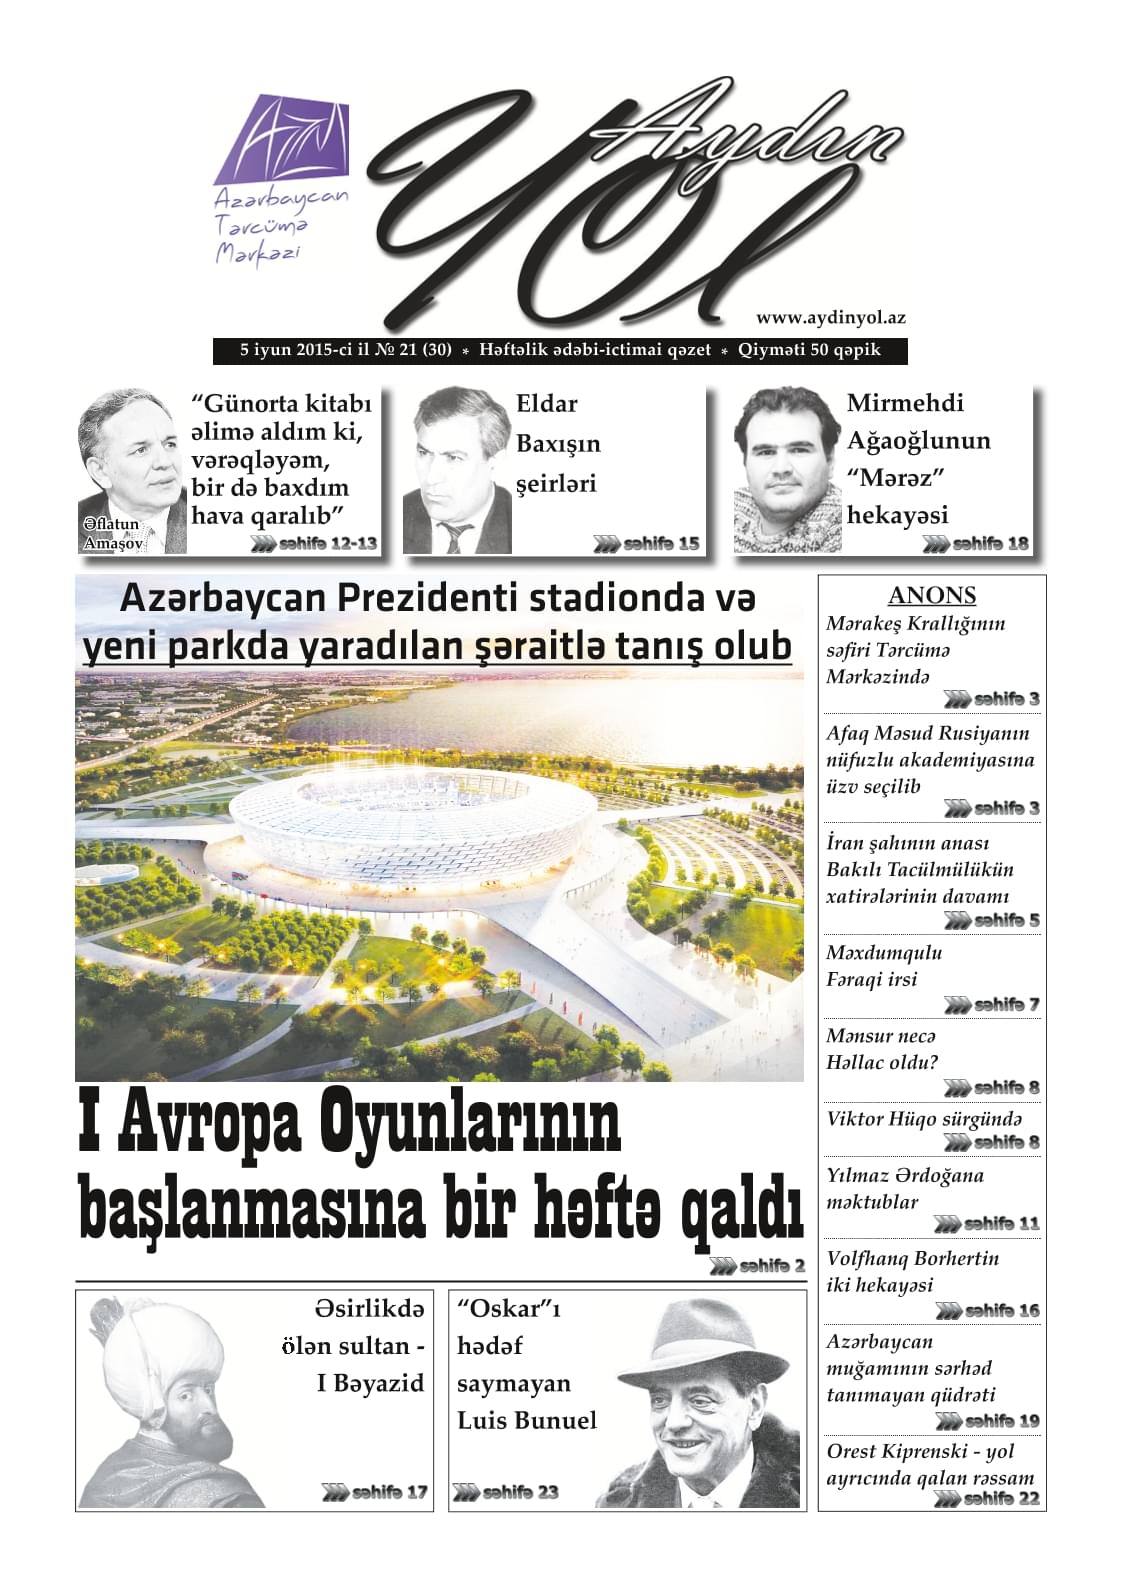 AZTM
Azərbaycan
Tərcümə
Mərkəzi
Aydın
Yol
www.aydinyol.az
5 iyun 2015-ci il № 21 (30) * Həftəlik ədəbi-ictimai qəzet * Qiyməti 50 qəpik
“Günorta kitabı
əlimə aldım ki,
vərəqləyəm,
bir də baxdım
hava qaralıb”
Əflatun
Amaşov
səhifə 12-13
Eldar
Baxışın
şeirləri
səhifə 15
Mirmehdi
Ağaoğlunun
“Mərəz”
hekayəsi
səhifə 18
Azərbaycan Prezidenti stadionda və
yeni parkda yaradılan şəraitlə tanış olub
I Avropa Oyunlarının
başlanmasına bir həftə qaldı
səhifə 2
Əsirlikdə
ölən sultan -
I Bəyazid
səhifə 17
“Oskar”ı
hədəf
saymayan
Luis Bunuel
səhifə 23
ANONS
Mərakeş Krallığının
səfiri Tərcümə
Mərkəzində
səhifə 3
Afaq Məsud Rusiyanın
nüfuzlu akademiyasına
üzv seçilib
səhifə 3
İran şahının anası
Bakılı Tacülmülükün
xatirələrinin davamı
səhifə 5
Məxdumqulu
Fəraqi irsi
səhifə 7
Mənsur necə
Həllac oldu?
səhifə 8
Viktor Hüqo sürgündə
səhifə 8
Yılmaz Ərdoğana
məktublar
səhifə 11
Volfhanq Borhertin
iki hekayəsi
səhifə 16
Azərbaycan
muğamının sərhəd
tanımayan qüdrəti
səhifə 19
Orest Kiprenski - yol
ayrıcında qalan rəssam
səhifə 22